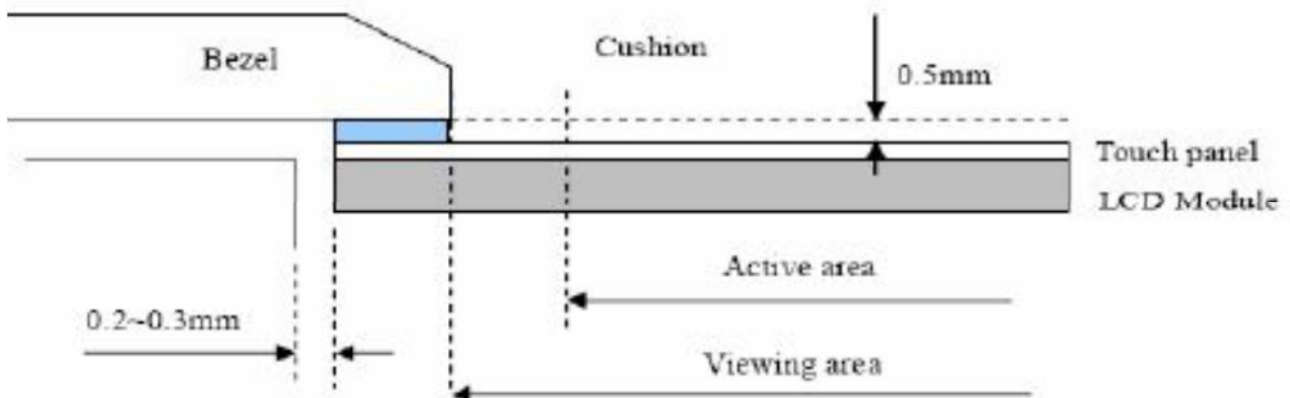 Bezel
Cushion
0.5mm
Touch panel
LCD Module
Active area
0.2~0.3mm
Viewing area